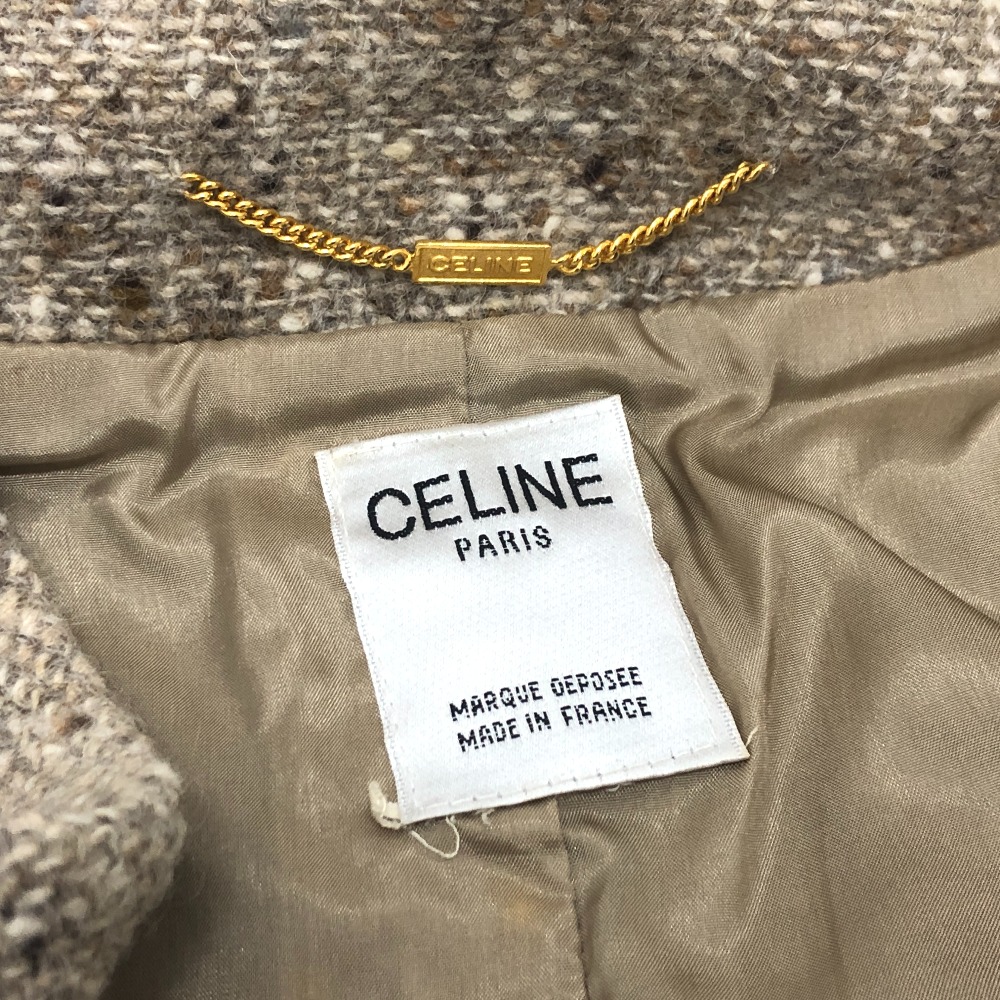 CELINE
CELINE
PARIS
MARQUE DEPOSEE
MADE IN FRANCE